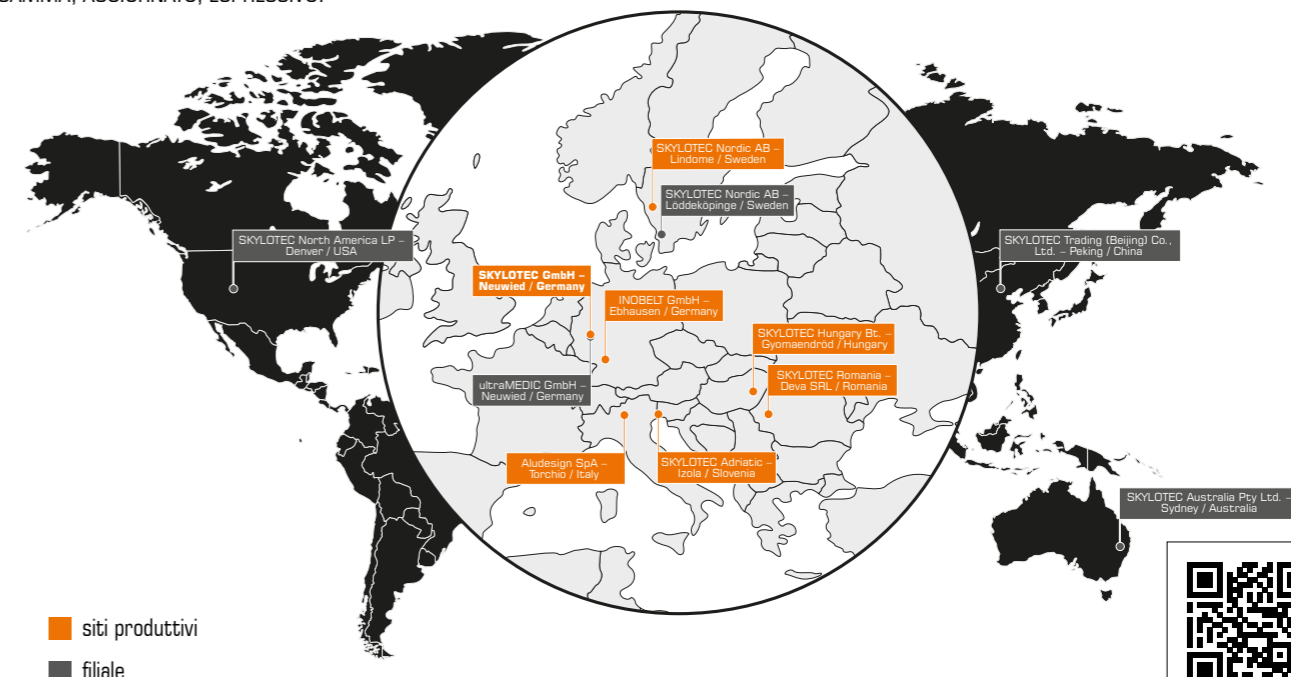 SKYLOTEC Nordic AB –
Lindome / Sweden
SKYLOTEC Nordic AB –
Löddeköpinge / Sweden
SKYLOTEC North America LP –
Denver / USA
SKYLOTEC Trading (Beijing) Co.,
Ltd. – Peking / China
SKYLOTEC GmbH –
Neuwied / Germany
INOBELT GmbH –
Ebhausen / Germany
SKYLOTEC Hungary Bt. –
Gyomaendröd / Hungary
SKYLOTEC Romania –
Deva SRL / Romania
ultraMEDIC GmbH –
Neuwied / Germany
Aludesign SpA –
Torchio / Italy
SKYLOTEC Adriatic –
Izola / Slovenia
SKYLOTEC Australia Pty Ltd. –
Sydney / Australia
siti produttivi
filiale